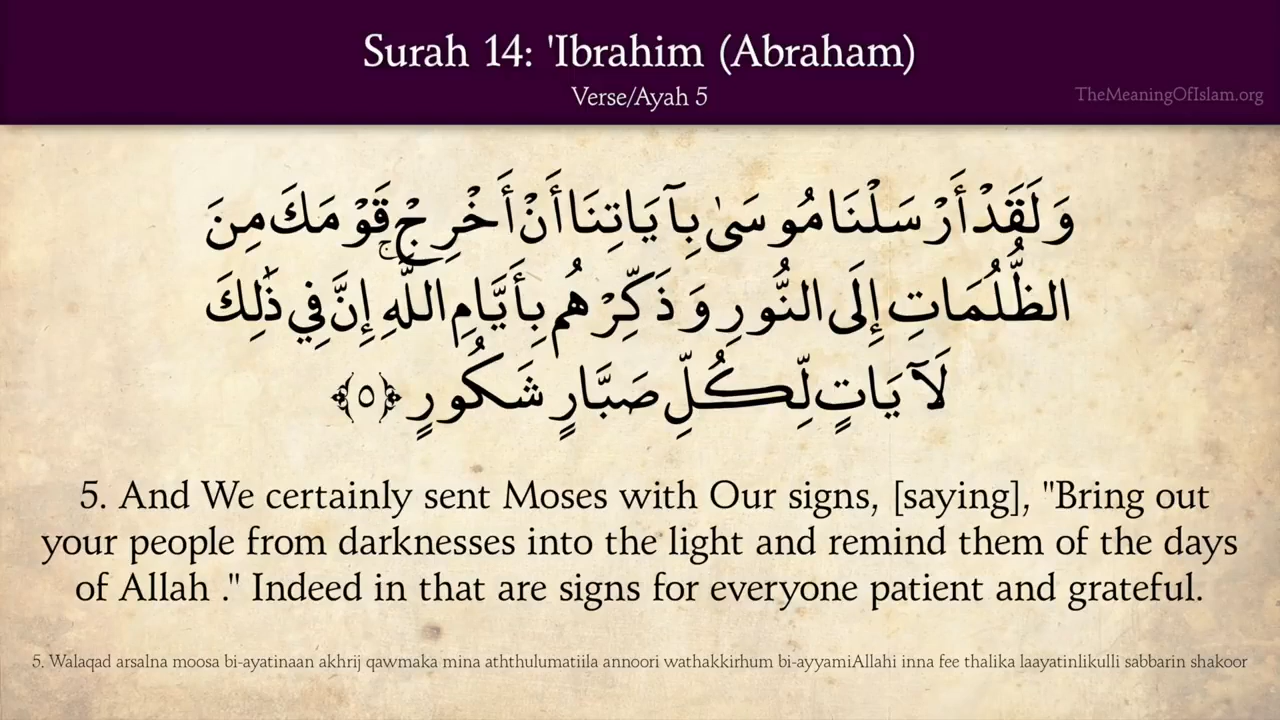 Surah 14: 'Ibrahim (Abraham)
Verse/Ayah 5
TheMeaningOfIslam.org
وَلَقَدْ أَرْسَلْنَا مُوسَىٰ بِآيَاتِنَا أَنْ أَخْرِجْ قَوْمَكَ مِنَ
الظُّلُمَاتِ إِلَى النُّورِ وَذَكِّرْهُم بِأَيَّامِ اللَّهِ ۚ إِنَّ فِي ذَٰلِكَ
لَآيَاتٍ لِّكُلِّ صَبَّارٍ شَكُورٍ ﴿٥﴾
5. And We certainly sent Moses with Our signs, [saying], "Bring out
your people from darknesses into the light and remind them of the days
of Allah ." Indeed in that are signs for everyone patient and grateful.
5. Walaqad arsalna moosa bi-ayatinaan akhrij qawmaka mina aththulumatiila annoori wathakkirhum bi-ayyamiAllahi inna fee thalika laayatinlikulli sabbarin shakoor